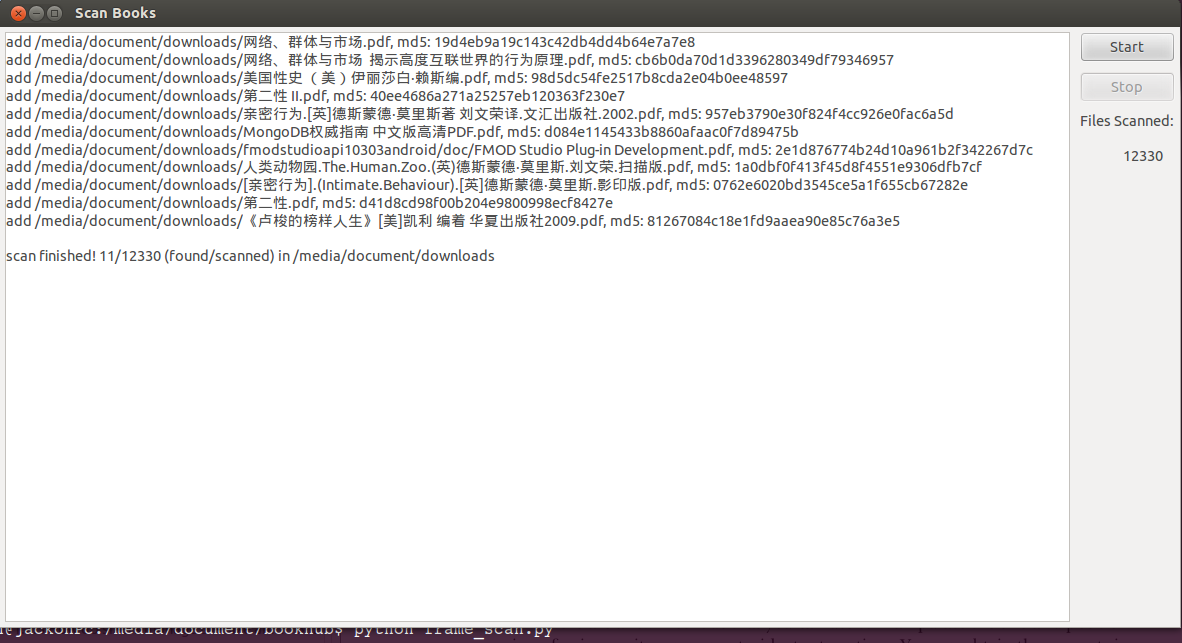 Scan Books
add /media/document/downloads/网络、群体与市场.pdf, md5: 19d4eb9a19c143c42db4dd4b64e7a7e8
add /media/document/downloads/网络、群体与市场 揭示高度互联世界的行为原理.pdf, md5: cb6b0da70d1d3396280349df79346957
add /media/document/downloads/美国性史 （美）伊丽莎白·赖斯编.pdf, md5: 98d5dc54fe2517b8cda2e04b0ee48597
add /media/document/downloads/第二性 II.pdf, md5: 40ee4686a271a25257eb120363f230e7
add /media/document/downloads/亲密行为.[英]德斯蒙德·莫里斯著 刘文荣译.文汇出版社.2002.pdf, md5: 957eb3790e30f824f4cc926e0fac6a5d
add /media/document/downloads/MongoDB权威指南 中文版高清PDF.pdf, md5: d084e1145433b8860afaac0f7d89475b
add /media/document/downloads/fmodstudioapi10303android/doc/FMOD Studio Plug-in Development.pdf, md5: 2e1d876774b24d10a961b2f342267d7c
add /media/document/downloads/人类动物园.The.Human.Zoo.(英)德斯蒙德·莫里斯.刘文荣.扫描版.pdf, md5: 1a0dbf0f413f45d8f4551e9306dfb7cf
add /media/document/downloads/[亲密行为].(Intimate.Behaviour).[英]德斯蒙德·莫里斯.影印版.pdf, md5: 0762e6020bd3545ce5a1f655cb67282e
add /media/document/downloads/第二性.pdf, md5: d41d8cd98f00b204e9800998ecf8427e
add /media/document/downloads/《卢梭的榜样人生》[美]凯利 编着 华夏出版社2009.pdf, md5: 81267084c18e1fd9aaea90e85c76a3e5
scan finished! 11/12330 (found/scanned) in /media/document/downloads
Start
Stop
Files Scanned:
12330
@jackonPC:/media/document/bookhub$ python frame_scan.py